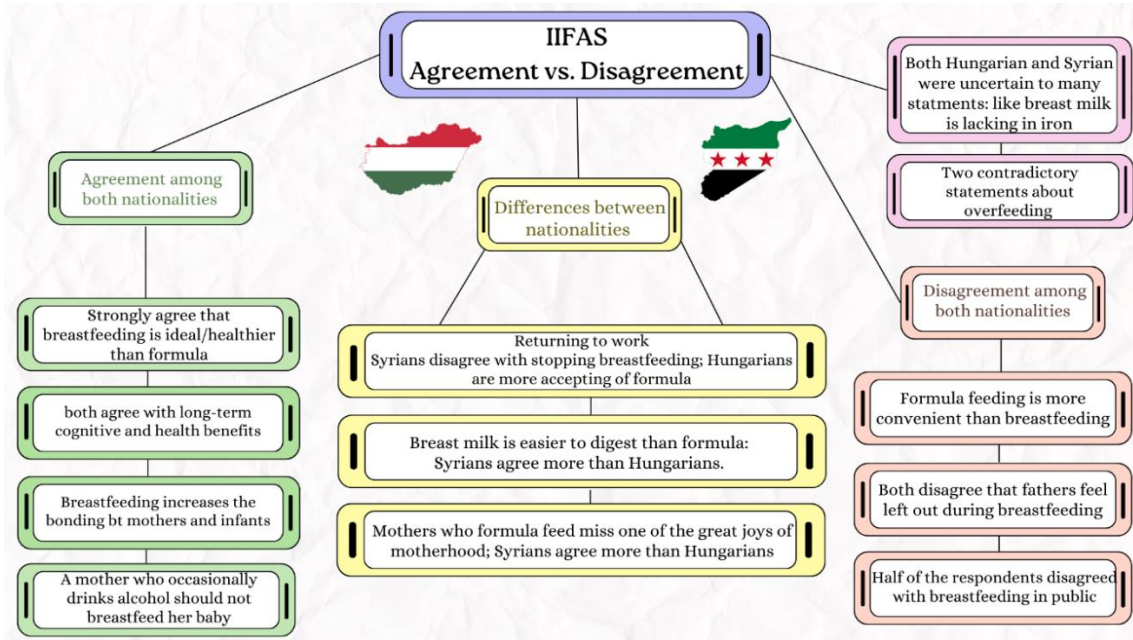 IIFAS
Agreement vs. Disagreement
Agreement among
both nationalities
Strongly agree that
breastfeeding is ideal/healthier
than formula
both agree with long-term
cognitive and health benefits
Breastfeeding increases the
bonding bt mothers and infants
A mother who occasionally
drinks alcohol should not
breastfeed her baby
Differences between
nationalities
Returning to work
Syrians disagree with stopping breastfeeding; Hungarians
are more accepting of formula
Breast milk is easier to digest than formula:
Syrians agree more than Hungarians.
Mothers who formula feed miss one of the great joys of
motherhood; Syrians agree more than Hungarians
Both Hungarian and Syrian
were uncertain to many
statments: like breast milk
is lacking in iron
Two contradictory
statements about
overfeeding
Disagreement among
both nationalities
Formula feeding is more
convenient than breastfeeding
Both disagree that fathers feel
left out during breastfeeding
Half of the respondents disagreed
with breastfeeding in public